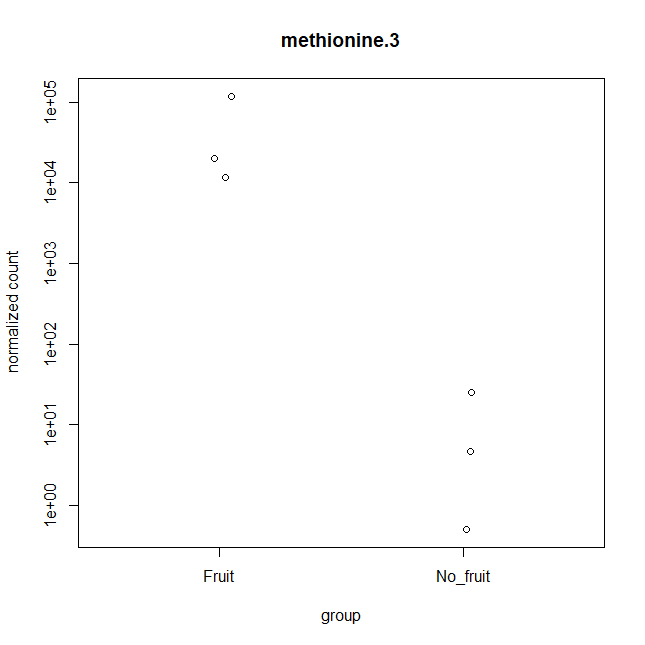 methionine.3
1e+05
1e+04
1e+03
1e+02
1e+01
1e+00
normalized count
Fruit
No_fruit
group